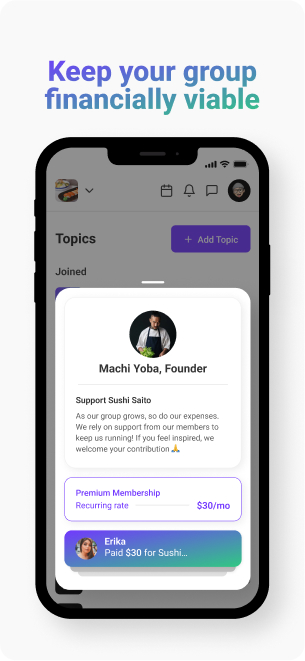 Keep your group
financially viable
Topics
+ Add Topic
Joined
Machi Yoba, Founder
Support Sushi Saito
As our group grows, so do our expenses.
We rely on support from our members to
keep us running! If you feel inspired, we
welcome your contribution 🙏
Premium Membership
Recurring rate $30/mo
Erika
Paid $30 for Sushi...